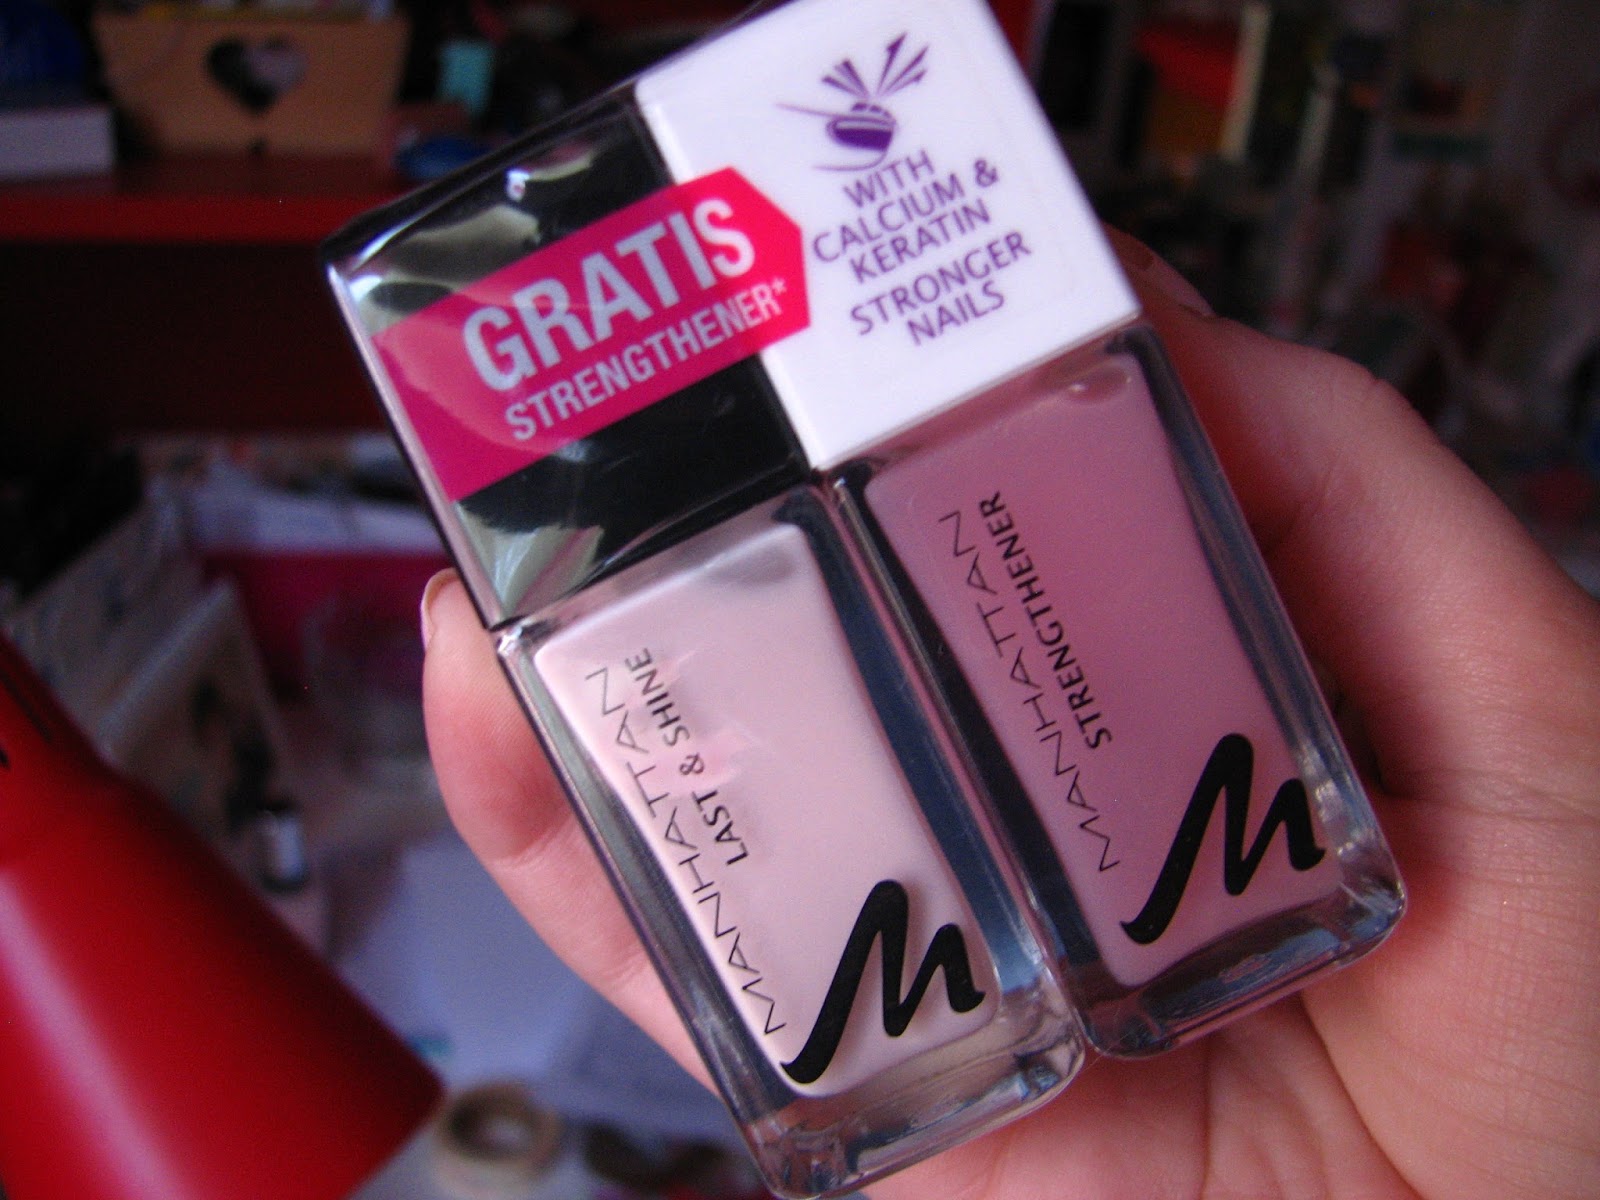 GRATIS
STRENGTHENER*
WITH
CALCIUM &
KERATIN
STRONGER
NAILS
MANHATTAN
LAST & SHINE
M
MANHATTAN
STRENGTHENER
M